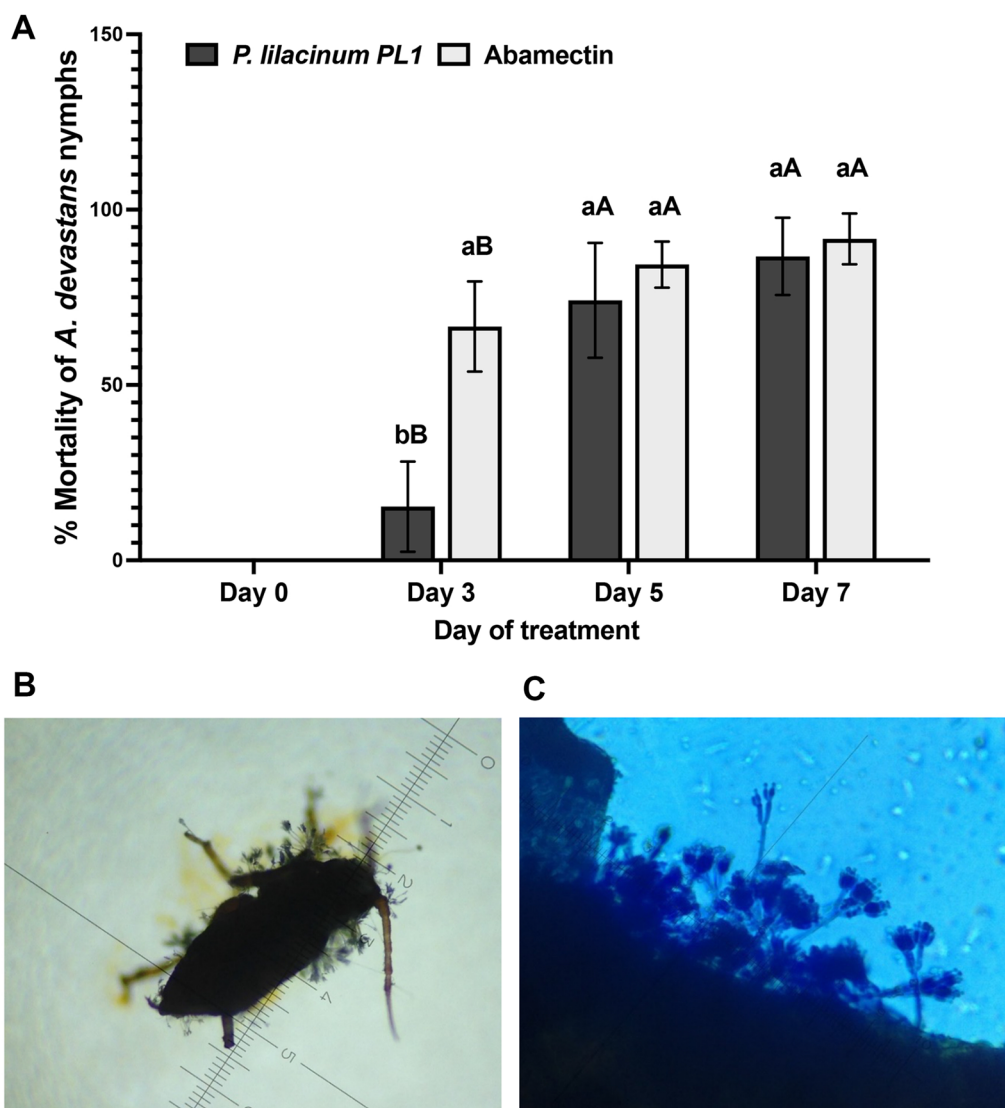 A
P. lilacinum PL1 Abamectin
% Mortality of A. devastans nymphs
150
100
50
0
bB
aB
aA
aA
aA
aA
Day 0 Day 3 Day 5 Day 7
Day of treatment
B
C
0
1
2
3
4
5